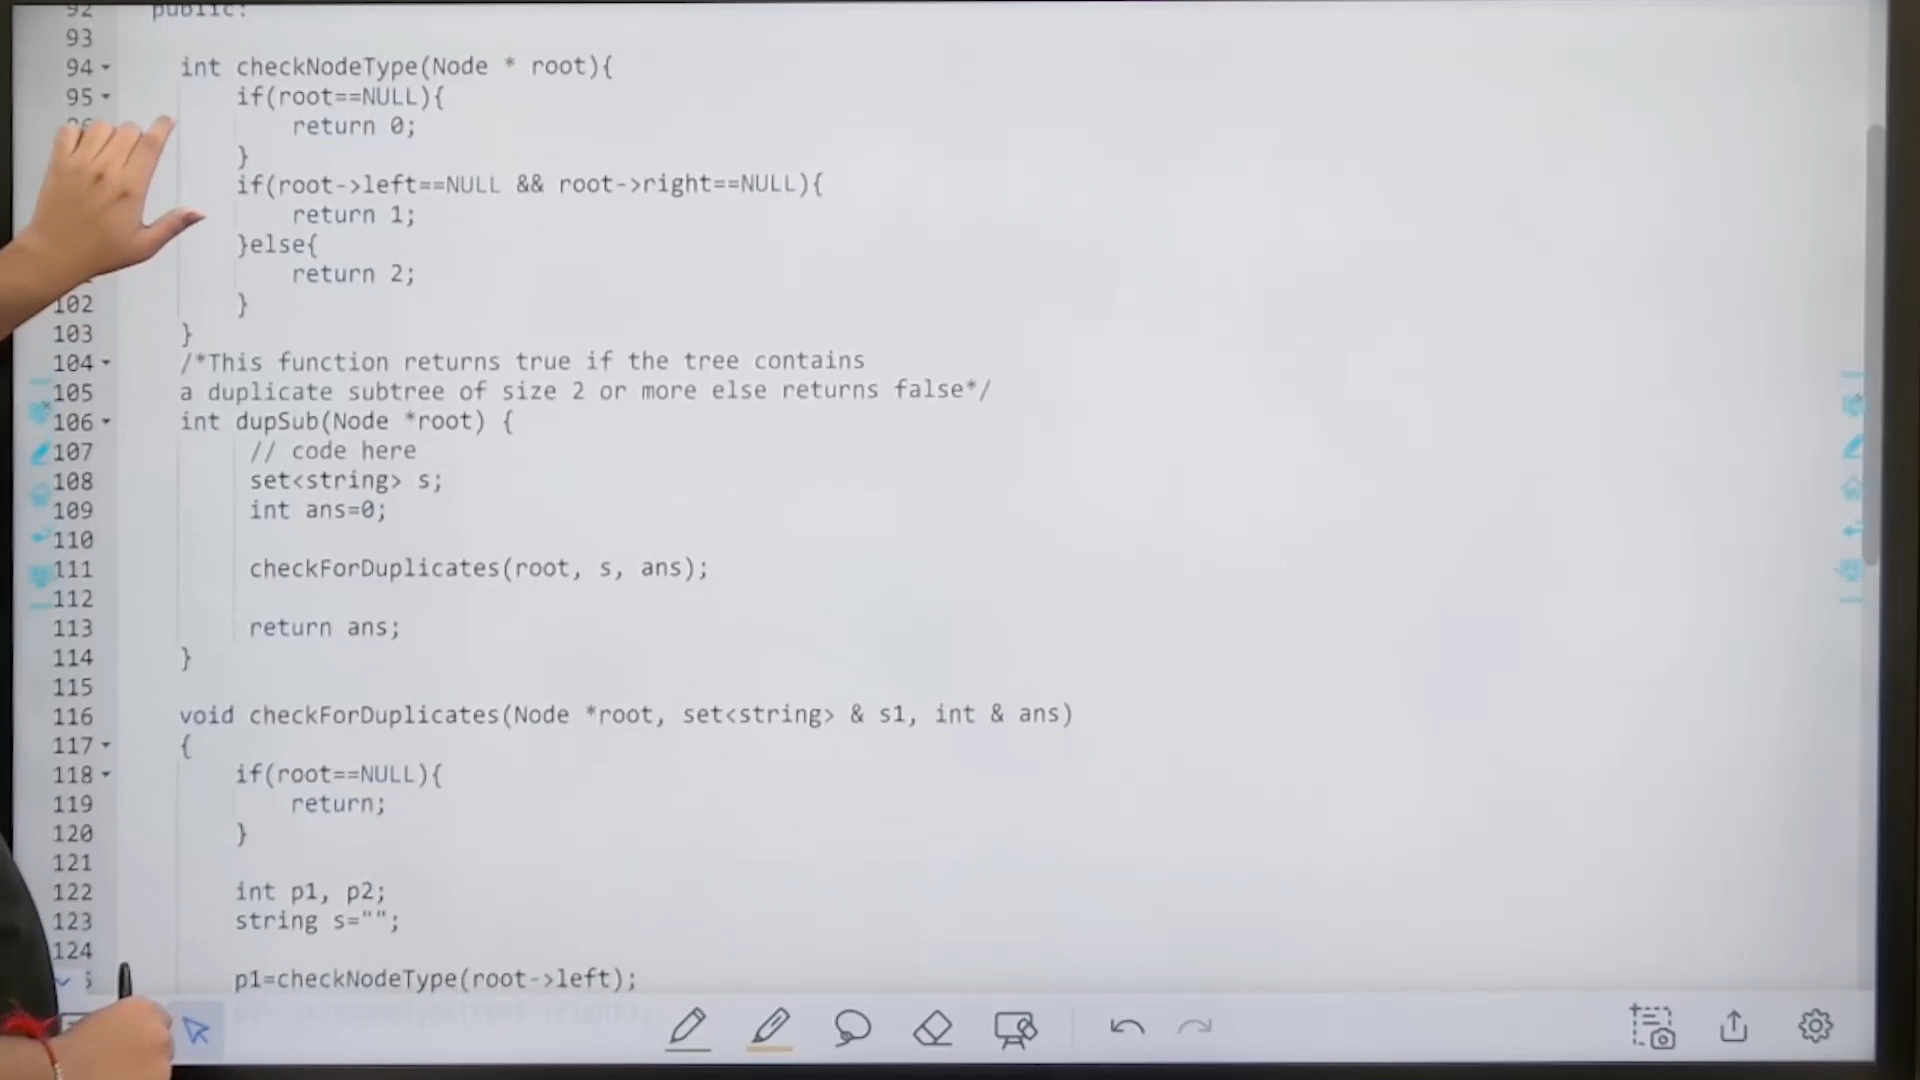 92 public:
93
94 int checkNodeType(Node * root){
95 if(root==NULL){
return 0;
}
if(root->left==NULL && root->right==NULL){
return 1;
}else{
return 2;
102 }
103 }
104 /*This function returns true if the tree contains
105 a duplicate subtree of size 2 or more else returns false*/
106 int dupSub(Node *root) {
107 // code here
108 set<string> s;
109 int ans=0;
110
111 checkForDuplicates(root, s, ans);
112
113 return ans;
114 }
115
116 void checkForDuplicates(Node *root, set<string> & s1, int & ans)
117 {
118 if(root==NULL){
119 return;
120 }
121
122 int p1, p2;
123 string s="";
124
p1=checkNodeType(root->left);